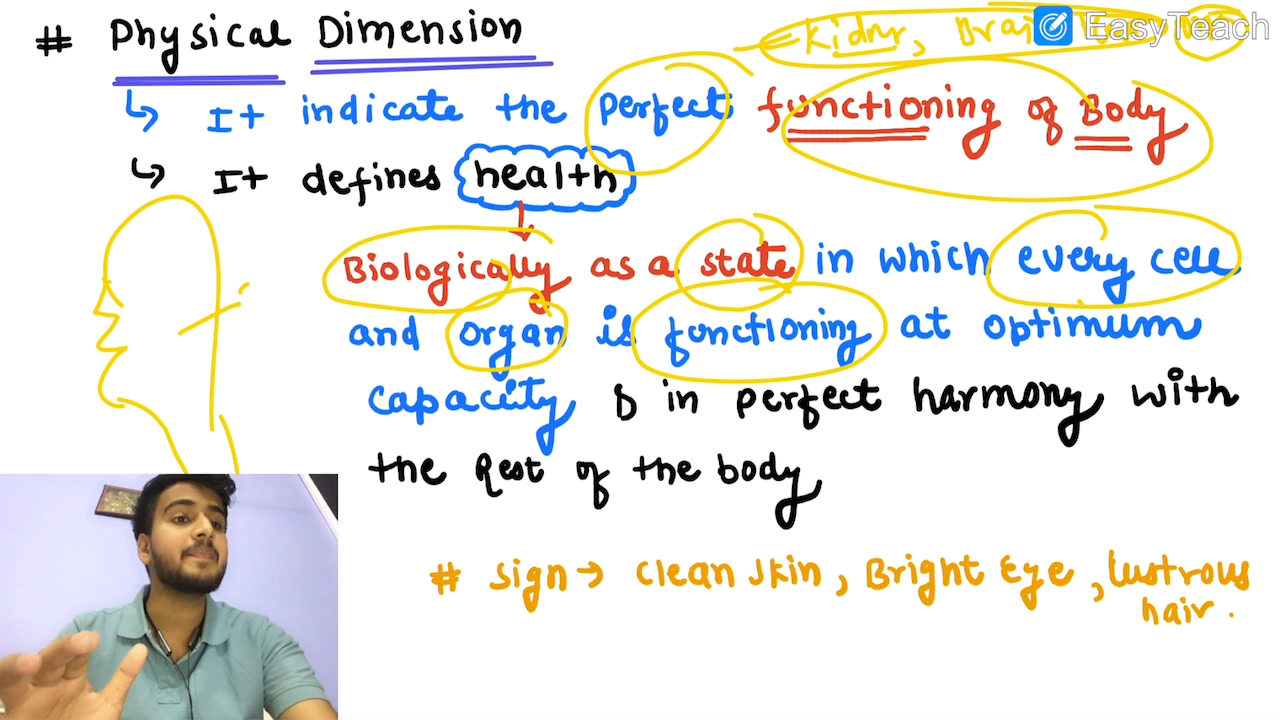 # Physical Dimension
Kidney, Brain
EasyTeach
↳ It indicate the perfect functioning of Body
↳ It defines health
Biologically as a state in which every cell
and organ is functioning at optimum
capacity & in perfect harmony with
the Rest of the body
# Sign → Clean Skin, Bright Eye, lustrous
hair.